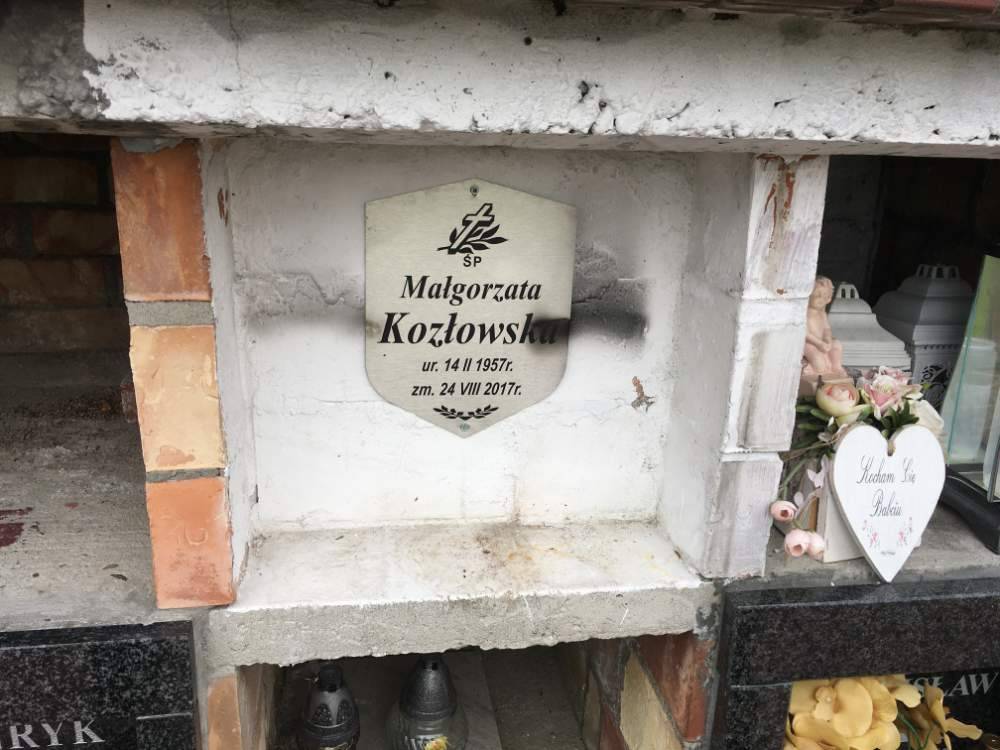 ŚP
Małgorzata
Kozłowska
ur. 14 II 1957r.
zm. 24 VIII 2017r.
Kocham Cię
Babciu
RYK
SŁAW